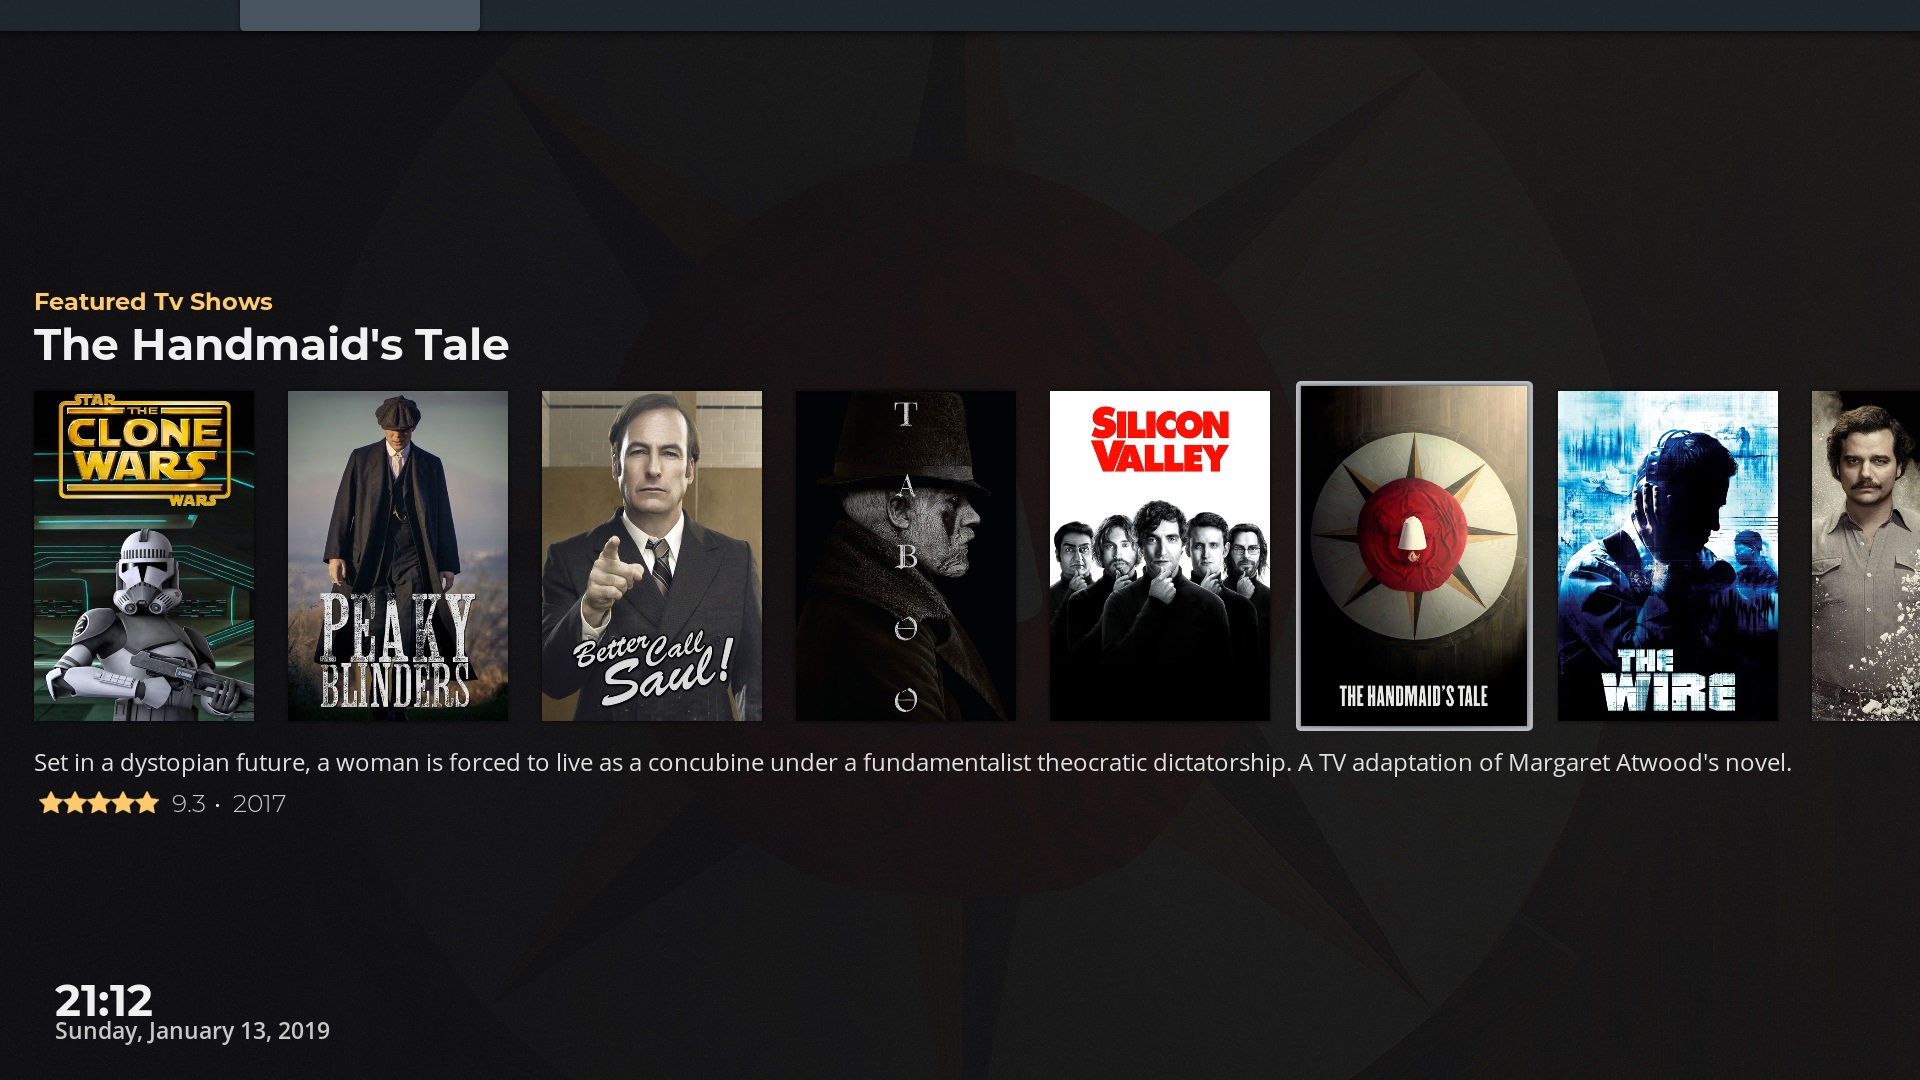 Featured Tv Shows
The Handmaid's Tale
STAR
THE
CLONE
WARS
WARS
PEAKY
BLINDERS
Better Call
Saul!
T
A
B
O
O
SILICON
VALLEY
THE HANDMAID'S TALE
THE
WIRE
Set in a dystopian future, a woman is forced to live as a concubine under a fundamentalist theocratic dictatorship. A TV adaptation of Margaret Atwood's novel.
9.3 · 2017
21:12
Sunday, January 13, 2019